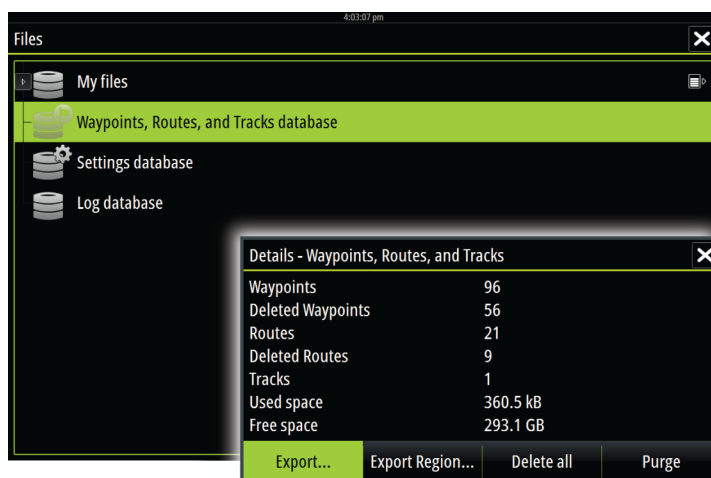 4:03:07 pm
Files
My files
Waypoints, Routes, and Tracks database
Settings database
Log database
Details - Waypoints, Routes, and Tracks
Waypoints 96
Deleted Waypoints 56
Routes 21
Deleted Routes 9
Tracks 1
Used space 360.5 kB
Free space 293.1 GB
Export... Export Region... Delete all Purge